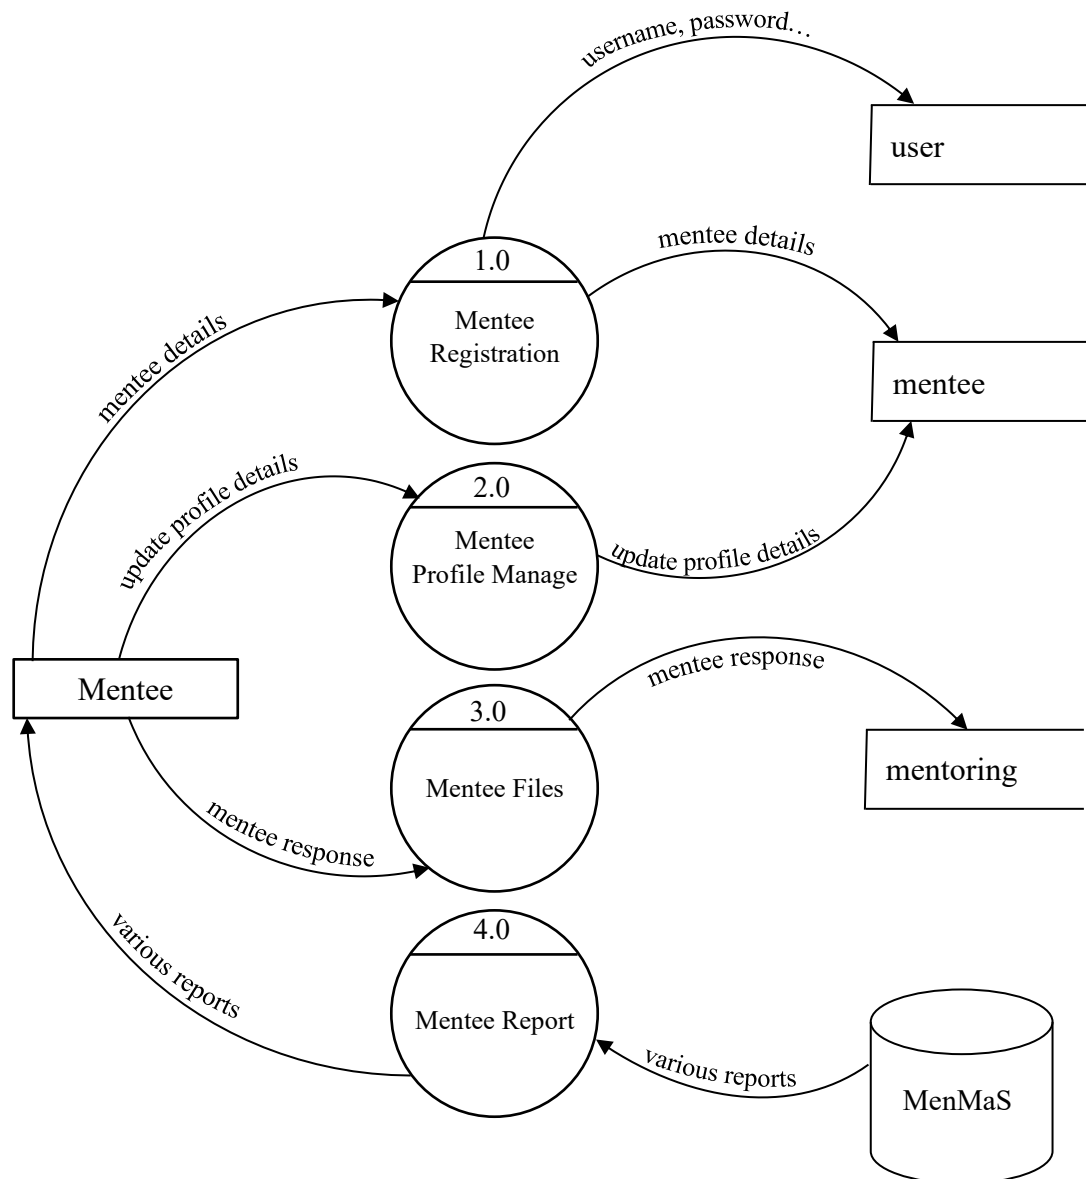 username, password…
user
1.0
mentee details
Mentee
Registration
mentee details
mentee
2.0
update profile details
Mentee
Profile Manage
update profile details
Mentee
3.0
mentee response
Mentee Files
mentoring
mentee response
4.0
various reports
Mentee Report
various reports
MenMaS